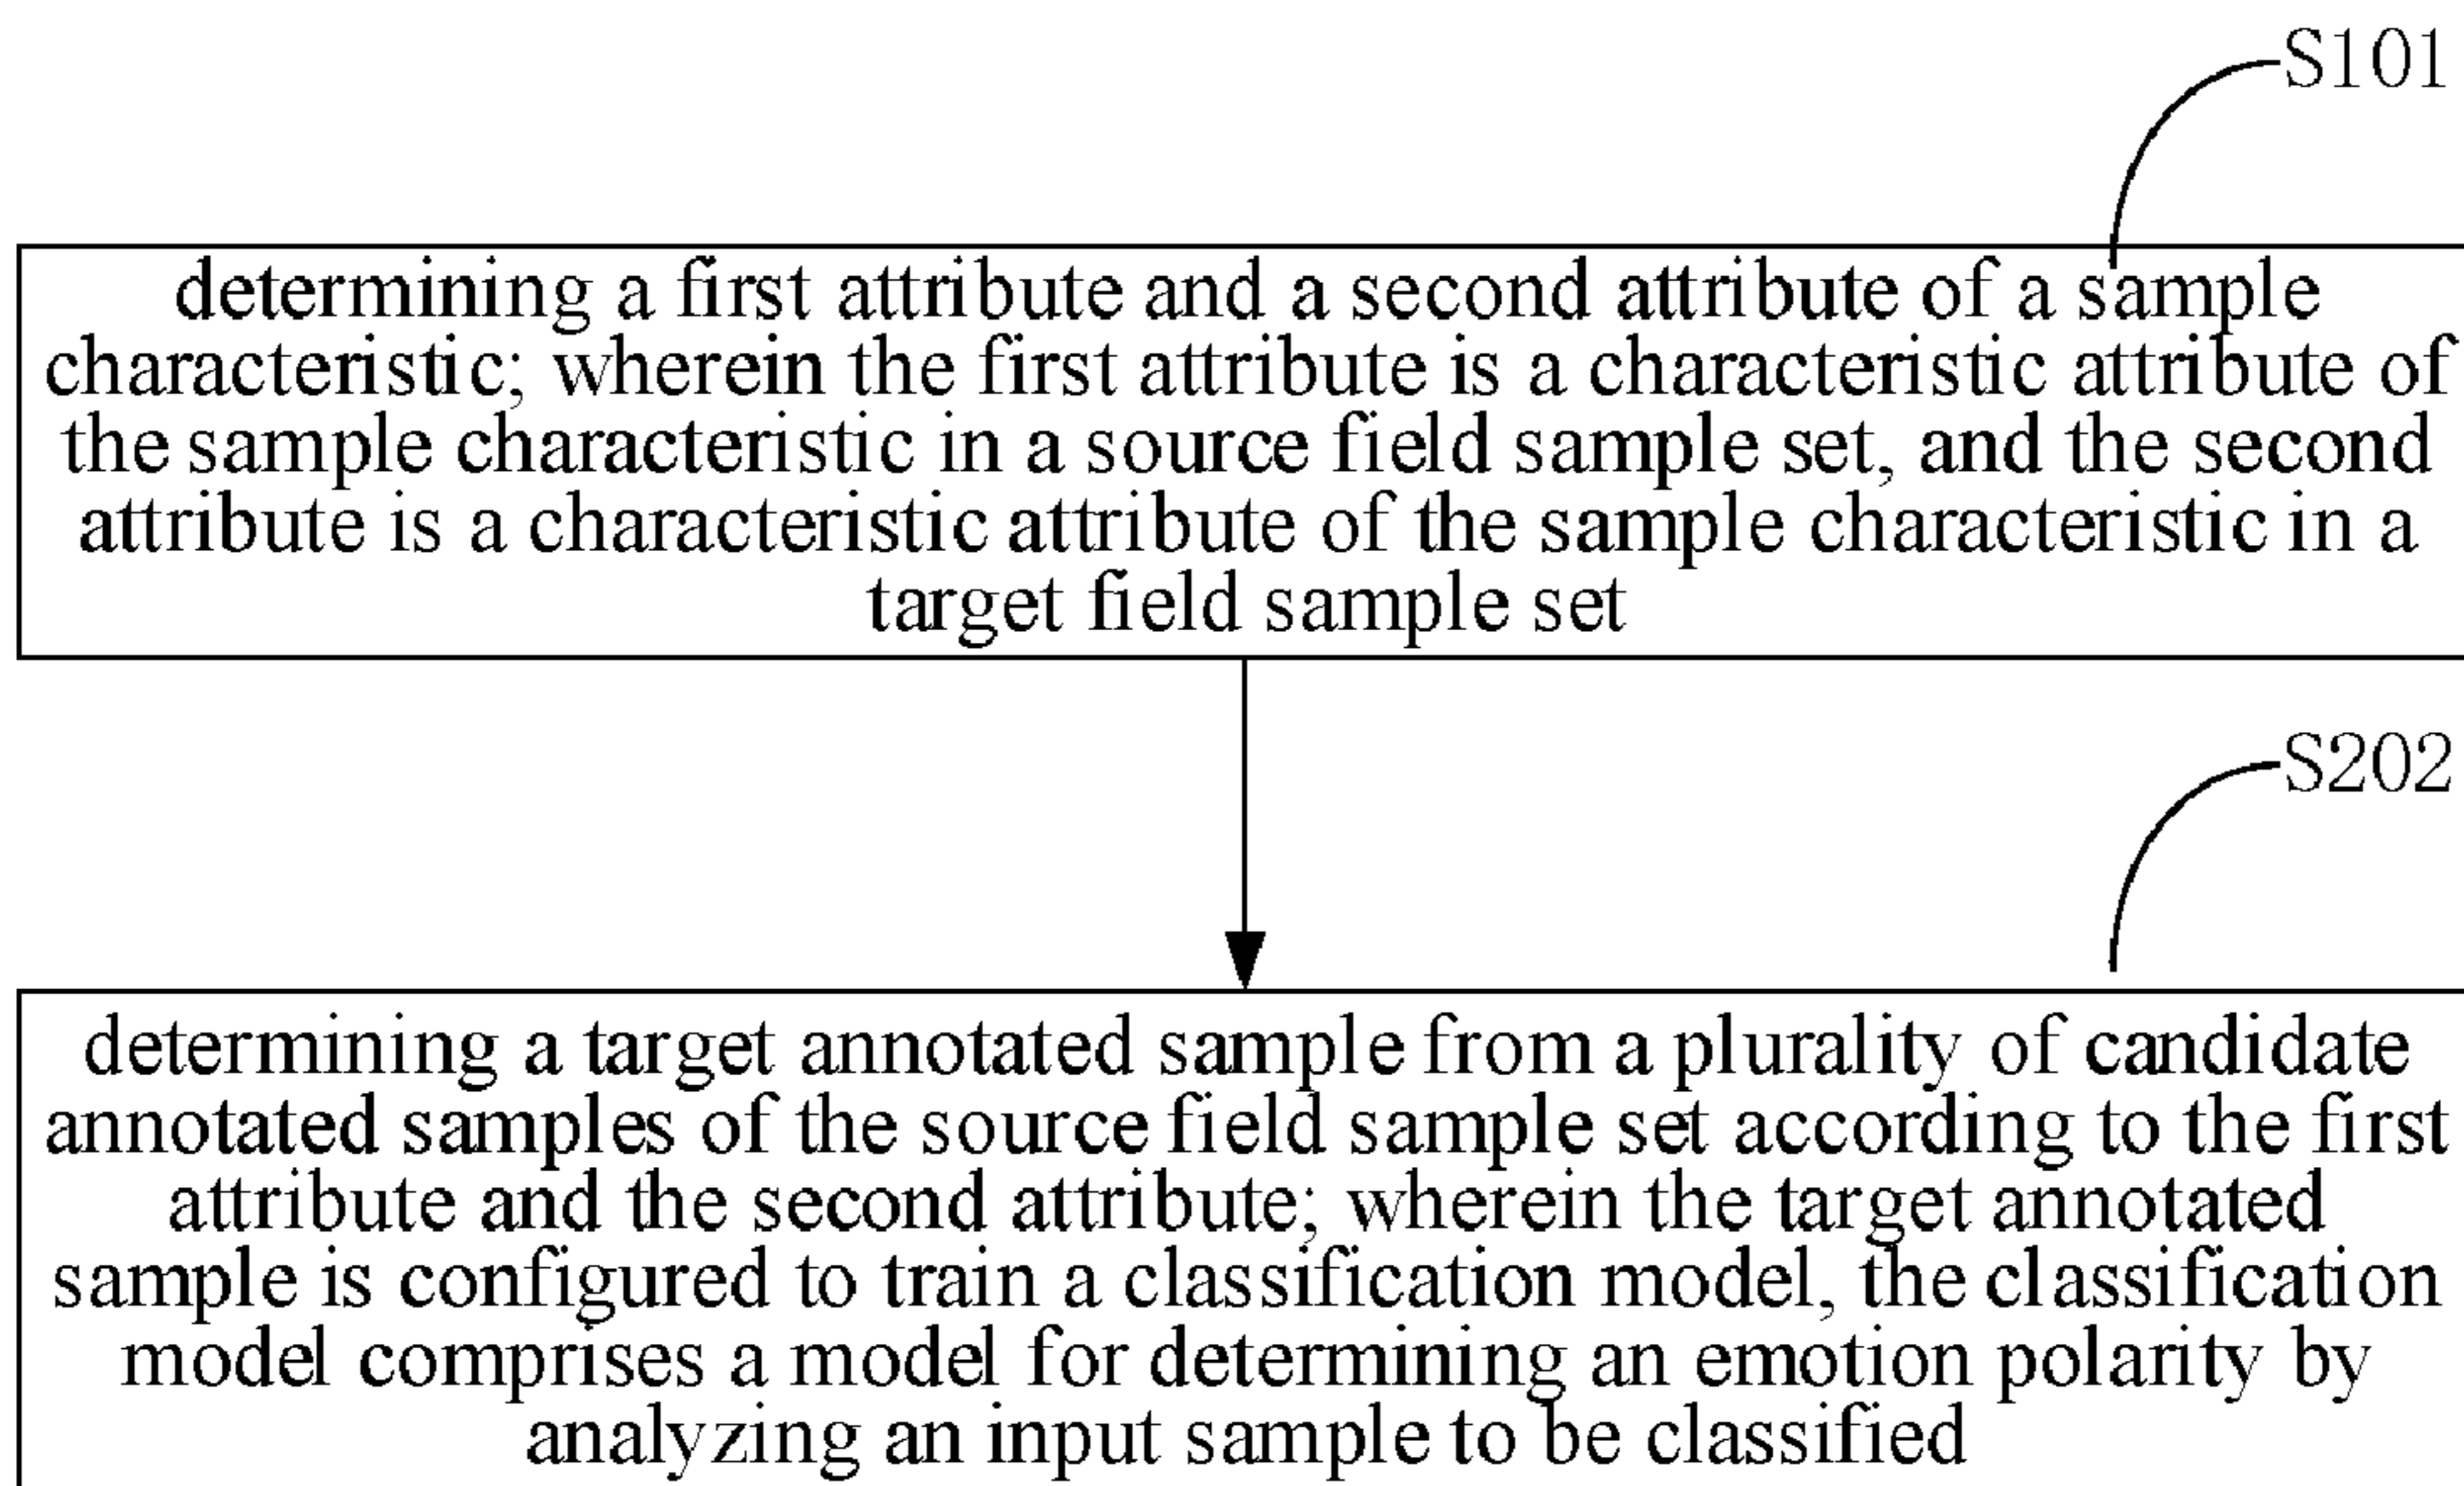 S101
determining a first attribute and a second attribute of a sample
characteristic; wherein the first attribute is a characteristic attribute of
the sample characteristic in a source field sample set, and the second
attribute is a characteristic attribute of the sample characteristic in a
target field sample set
S202
determining a target annotated sample from a plurality of candidate
annotated samples of the source field sample set according to the first
attribute and the second attribute; wherein the target annotated
sample is configured to train a classification model, the classification
model comprises a model for determining an emotion polarity by
analyzing an input sample to be classified